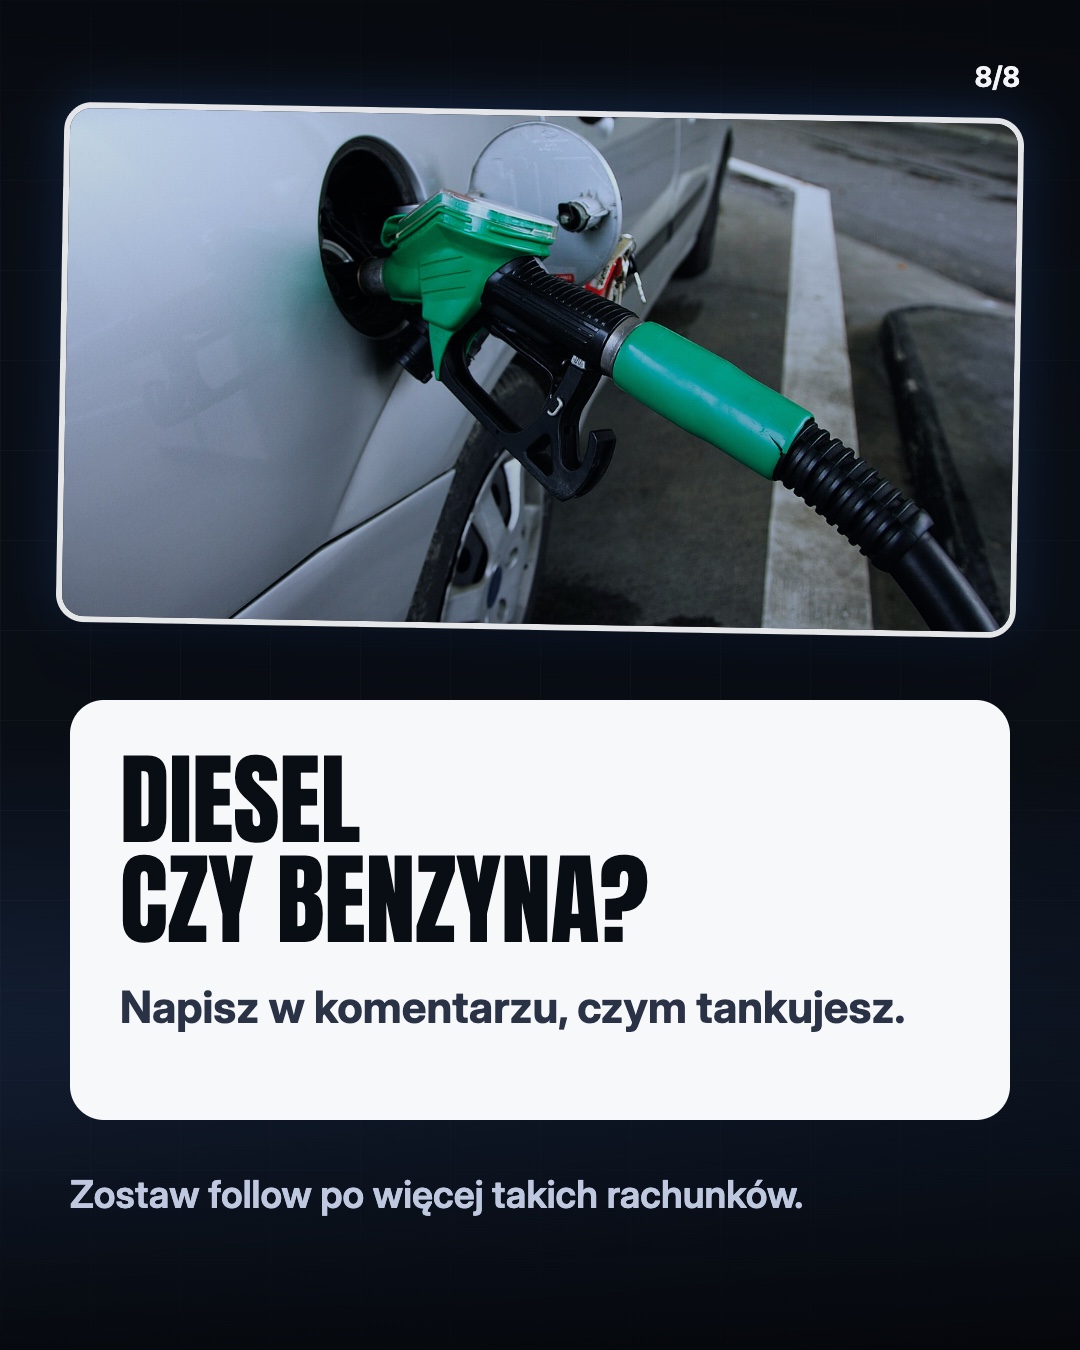 8/8
DIESEL
CZY BENZYNA?
Napisz w komentarzu, czym tankujesz.
Zostaw follow po więcej takich rachunków.